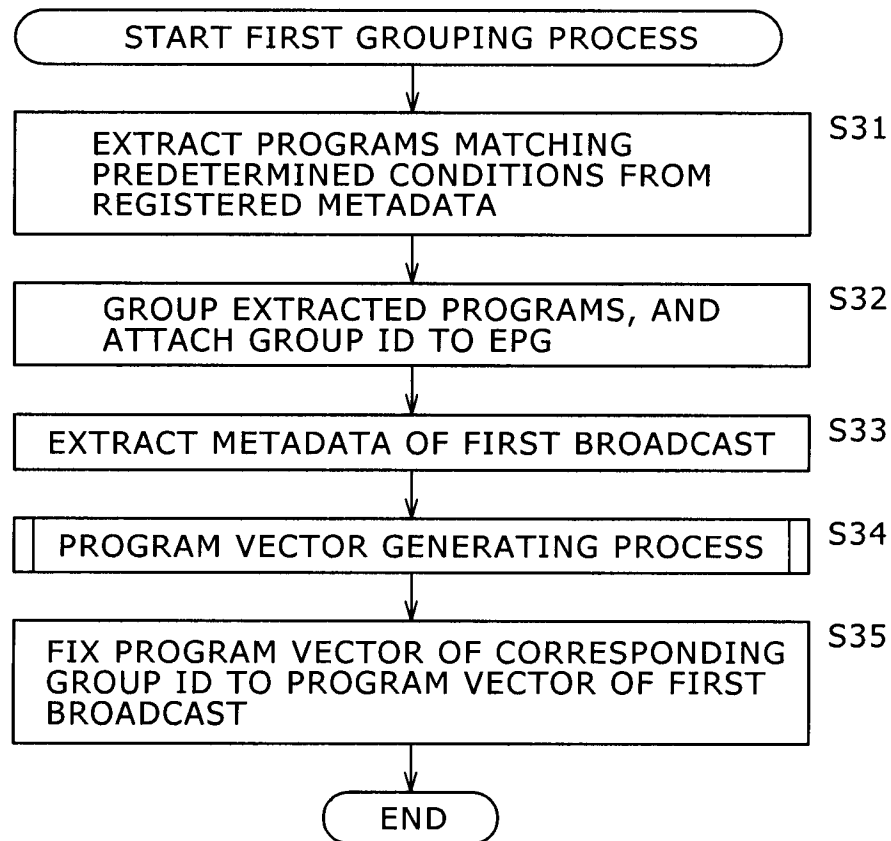 START FIRST GROUPING PROCESS
S31
EXTRACT PROGRAMS MATCHING
PREDETERMINED CONDITIONS FROM
REGISTERED METADATA
S32
GROUP EXTRACTED PROGRAMS, AND
ATTACH GROUP ID TO EPG
S33
EXTRACT METADATA OF FIRST BROADCAST
S34
PROGRAM VECTOR GENERATING PROCESS
S35
FIX PROGRAM VECTOR OF CORRESPONDING
GROUP ID TO PROGRAM VECTOR OF FIRST
BROADCAST
END